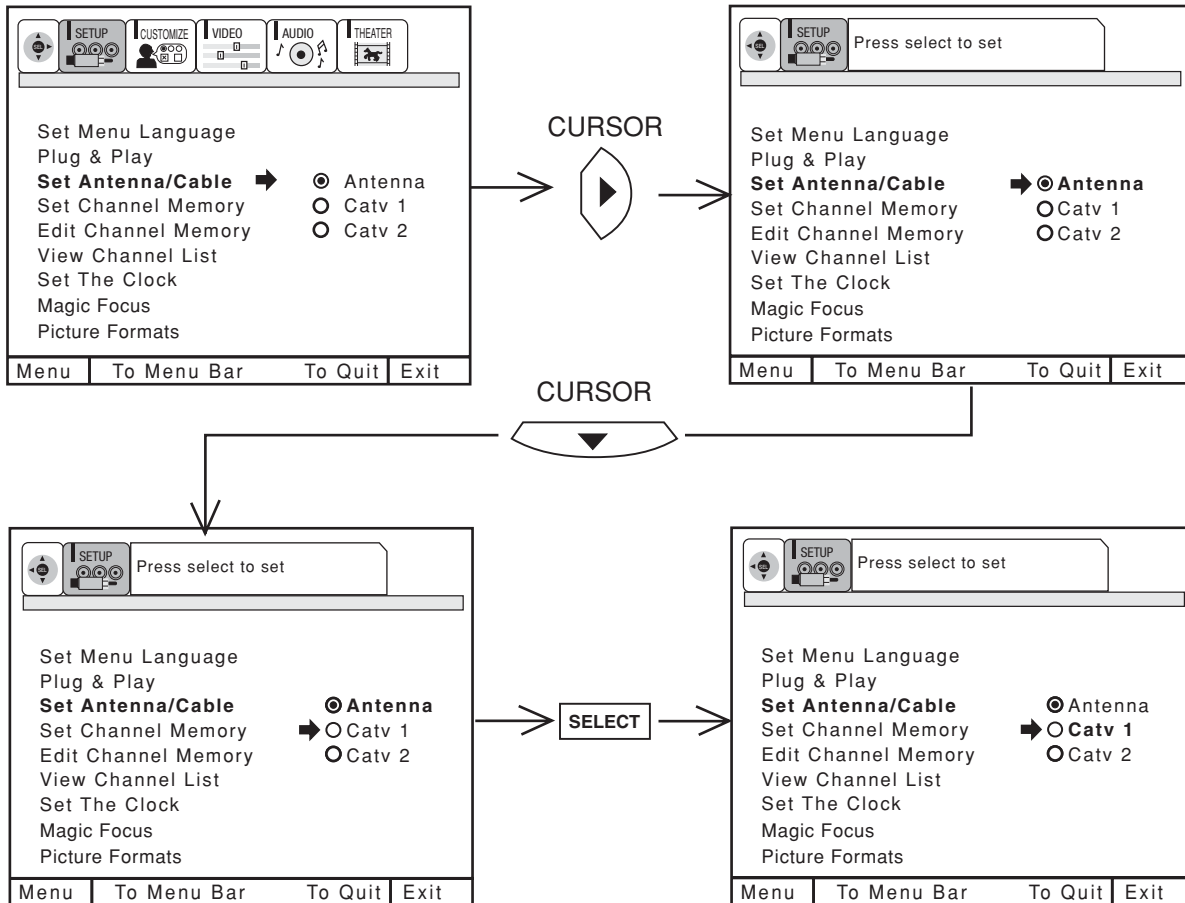 SETUP
CUSTOMIZE
VIDEO
AUDIO
THEATER
SEL
Set Menu Language
Plug & Play
Set Antenna/Cable Antenna
Set Channel Memory Catv 1
Edit Channel Memory Catv 2
View Channel List
Set The Clock
Magic Focus
Picture Formats
Menu To Menu Bar To Quit Exit
CURSOR
SEL
SETUP
Press select to set
Set Menu Language
Plug & Play
Set Antenna/Cable Antenna
Set Channel Memory Catv 1
Edit Channel Memory Catv 2
View Channel List
Set The Clock
Magic Focus
Picture Formats
Menu To Menu Bar To Quit Exit
CURSOR
SEL
SETUP
Press select to set
Set Menu Language
Plug & Play
Set Antenna/Cable Antenna
Set Channel Memory Catv 1
Edit Channel Memory Catv 2
View Channel List
Set The Clock
Magic Focus
Picture Formats
Menu To Menu Bar To Quit Exit
SELECT
SEL
SETUP
Press select to set
Set Menu Language
Plug & Play
Set Antenna/Cable Antenna
Set Channel Memory Catv 1
Edit Channel Memory Catv 2
View Channel List
Set The Clock
Magic Focus
Picture Formats
Menu To Menu Bar To Quit Exit